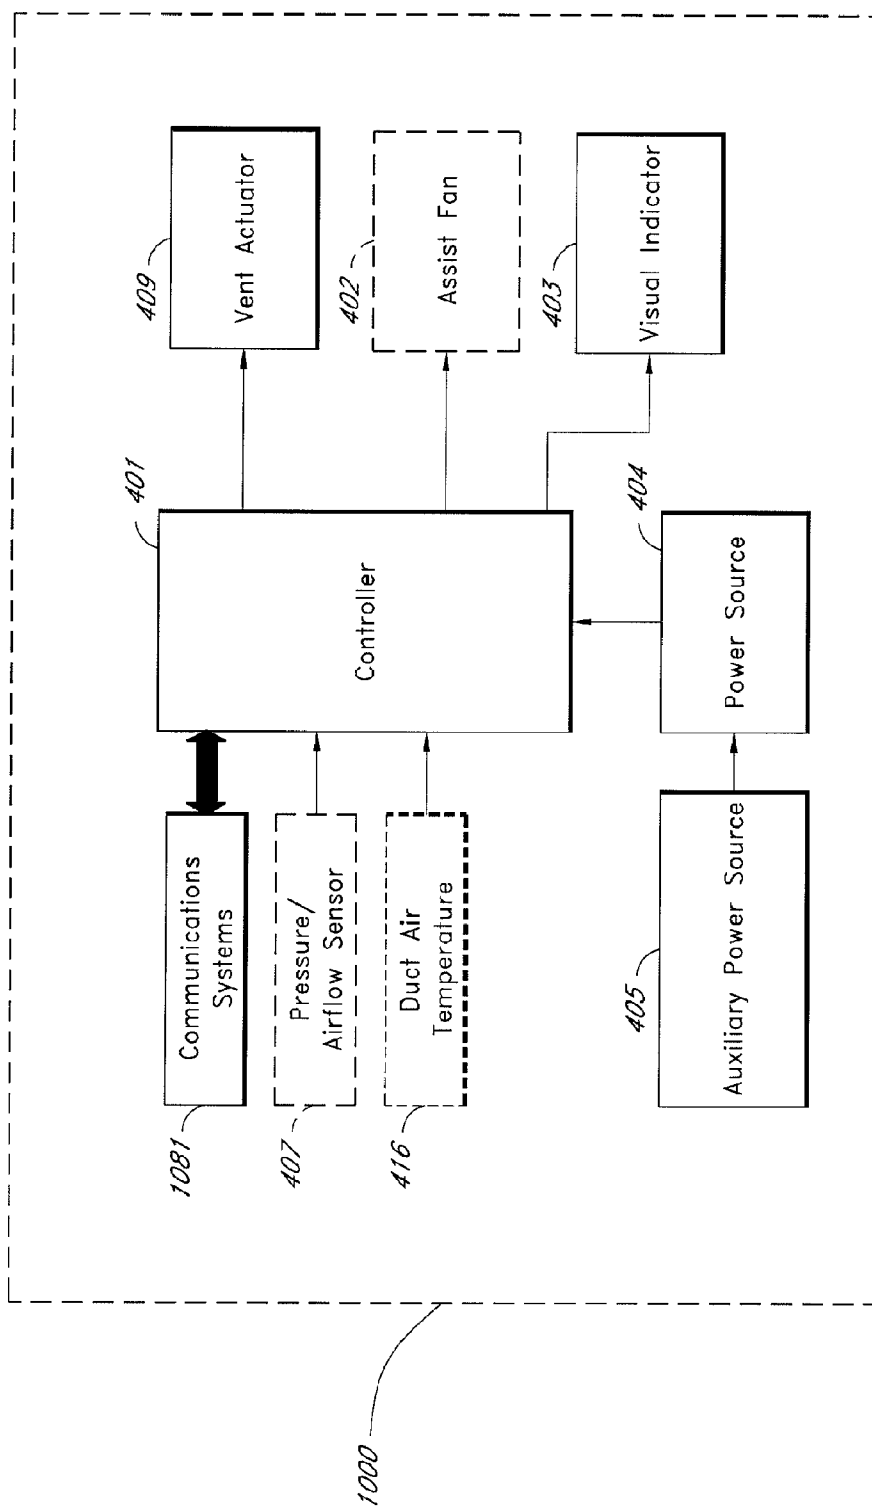 1081
Communications
Systems
407
Pressure/
Airflow Sensor
416
Duct Air
Temperature
401
Controller
409
Vent Actuator
402
Assist Fan
403
Visual Indicator
405
Auxiliary Power Source
404
Power Source
1000